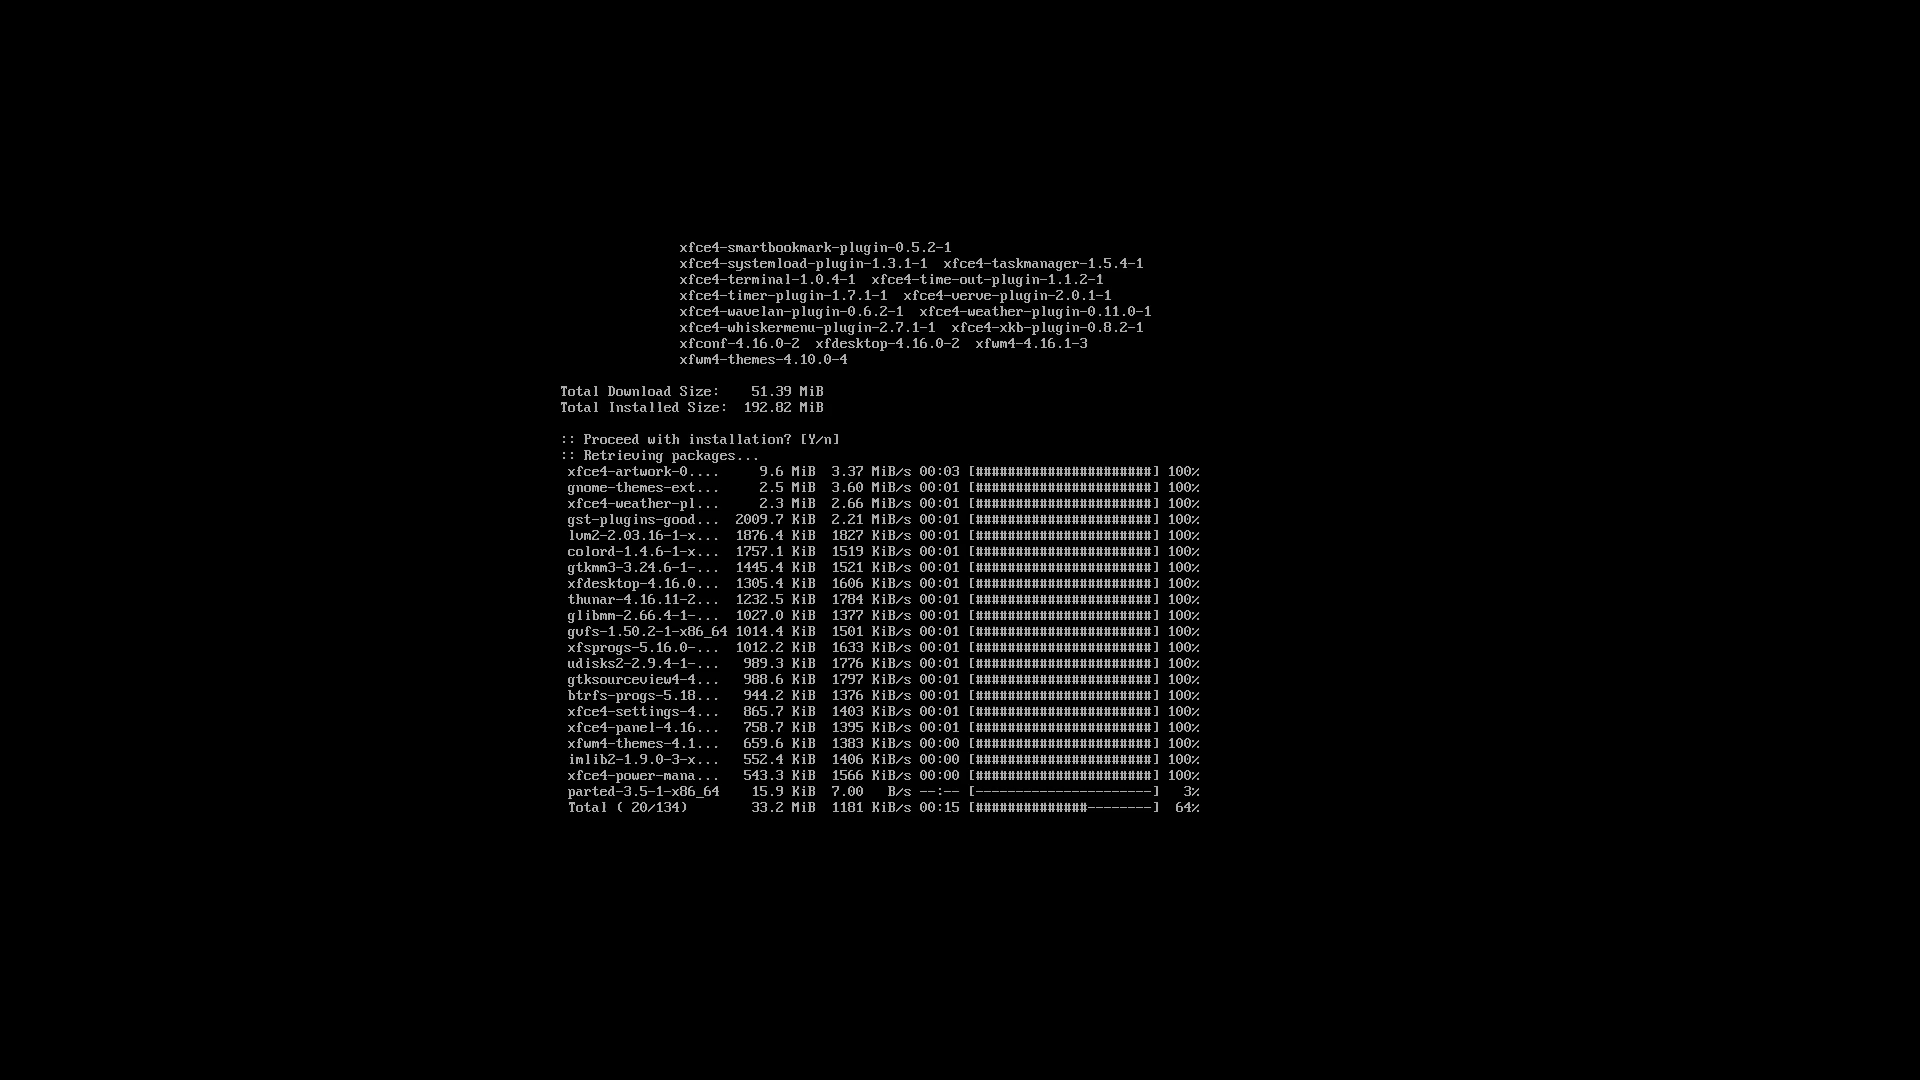 xfce4-smartbookmark-plugin-0.5.2-1
xfce4-systemload-plugin-1.3.1-1  xfce4-taskmanager-1.5.4-1
xfce4-terminal-1.0.4-1  xfce4-time-out-plugin-1.1.2-1
xfce4-timer-plugin-1.7.1-1  xfce4-verve-plugin-2.0.1-1
xfce4-wavelan-plugin-0.6.2-1  xfce4-weather-plugin-0.11.0-1
xfce4-whiskermenu-plugin-2.7.1-1  xfce4-xkb-plugin-0.8.2-1
xfconf-4.16.0-2  xfdesktop-4.16.0-2  xfwm4-4.16.1-3
xfwm4-themes-4.10.0-4
Total Download Size:    51.39 MiB
Total Installed Size:  192.82 MiB
:: Proceed with installation? [Y/n]
:: Retrieving packages...
xfce4-artwork-0....     9.6 MiB  3.37 MiB/s 00:03 [######################] 100%
gnome-themes-ext...     2.5 MiB  3.60 MiB/s 00:01 [######################] 100%
xfce4-weather-pl...     2.3 MiB  2.66 MiB/s 00:01 [######################] 100%
gst-plugins-good...  2009.7 KiB  2.21 MiB/s 00:01 [######################] 100%
lvm2-2.03.16-1-x...  1876.4 KiB  1827 KiB/s 00:01 [######################] 100%
colord-1.4.6-1-x...  1757.1 KiB  1519 KiB/s 00:01 [######################] 100%
gtkmm3-3.24.6-1-...  1445.4 KiB  1521 KiB/s 00:01 [######################] 100%
xfdesktop-4.16.0...  1305.4 KiB  1606 KiB/s 00:01 [######################] 100%
thunar-4.16.11-2...  1232.5 KiB  1784 KiB/s 00:01 [######################] 100%
glibmm-2.66.4-1-...  1027.0 KiB  1377 KiB/s 00:01 [######################] 100%
gvfs-1.50.2-1-x86_64 1014.4 KiB  1501 KiB/s 00:01 [######################] 100%
xfsprogs-5.16.0-...  1012.2 KiB  1633 KiB/s 00:01 [######################] 100%
udisks2-2.9.4-1-...   989.3 KiB  1776 KiB/s 00:01 [######################] 100%
gtksourceview4-4...   988.6 KiB  1797 KiB/s 00:01 [######################] 100%
btrfs-progs-5.18...   944.2 KiB  1376 KiB/s 00:01 [######################] 100%
xfce4-settings-4...   865.7 KiB  1403 KiB/s 00:01 [######################] 100%
xfce4-panel-4.16...   758.7 KiB  1395 KiB/s 00:01 [######################] 100%
xfwm4-themes-4.1...   659.6 KiB  1383 KiB/s 00:00 [######################] 100%
imlib2-1.9.0-3-x...   552.4 KiB  1406 KiB/s 00:00 [######################] 100%
xfce4-power-mana...   543.3 KiB  1566 KiB/s 00:00 [######################] 100%
parted-3.5-1-x86_64    15.9 KiB  7.00   B/s --:-- [----------------------]   3%
Total ( 20/134)        33.2 MiB  1181 KiB/s 00:15 [##############--------]  64%